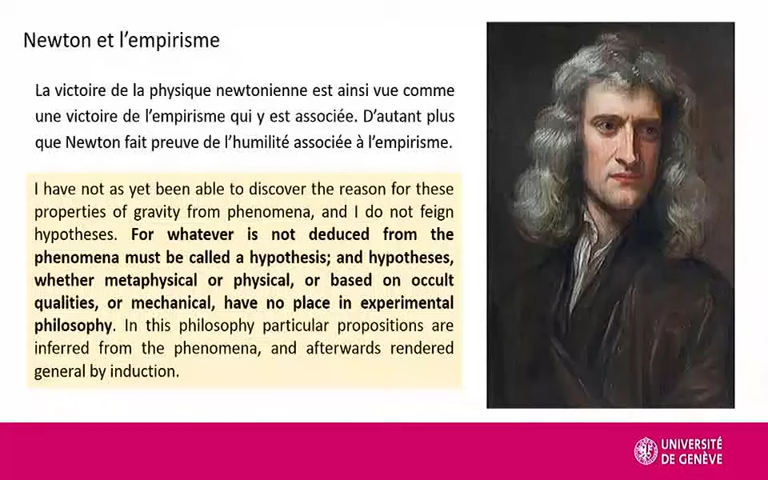 Newton et l’empirisme
La victoire de la physique newtonienne est ainsi vue comme
une victoire de l’empirisme qui y est associée. D’autant plus
que Newton fait preuve de l’humilité associée à l’empirisme.
I have not as yet been able to discover the reason for these
properties of gravity from phenomena, and I do not feign
hypotheses. For whatever is not deduced from the
phenomena must be called a hypothesis; and hypotheses,
whether metaphysical or physical, or based on occult
qualities, or mechanical, have no place in experimental
philosophy. In this philosophy particular propositions are
inferred from the phenomena, and afterwards rendered
general by induction.
UNIVERSITÉ
DE GENÈVE